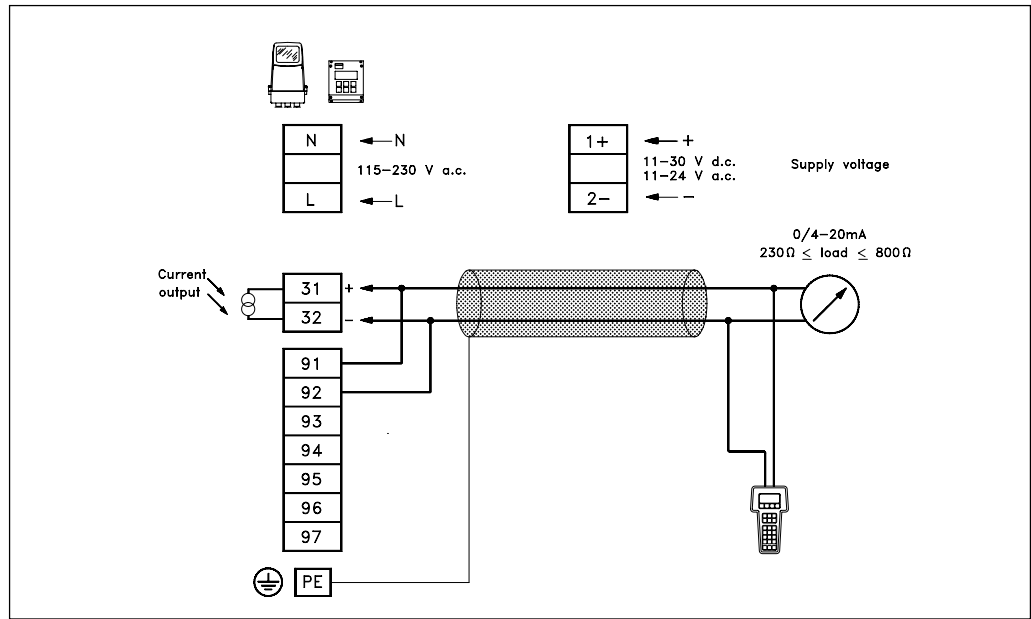 N ←N
115-230 V a.c.
L ←L
1+ ←+
11-30 V d.c.
11-24 V a.c.
2- ←-
Supply voltage
0/4-20mA
230Ω ≤ load ≤ 800Ω
Current
output
31 +
32 -
91
92
93
94
95
96
97
PE